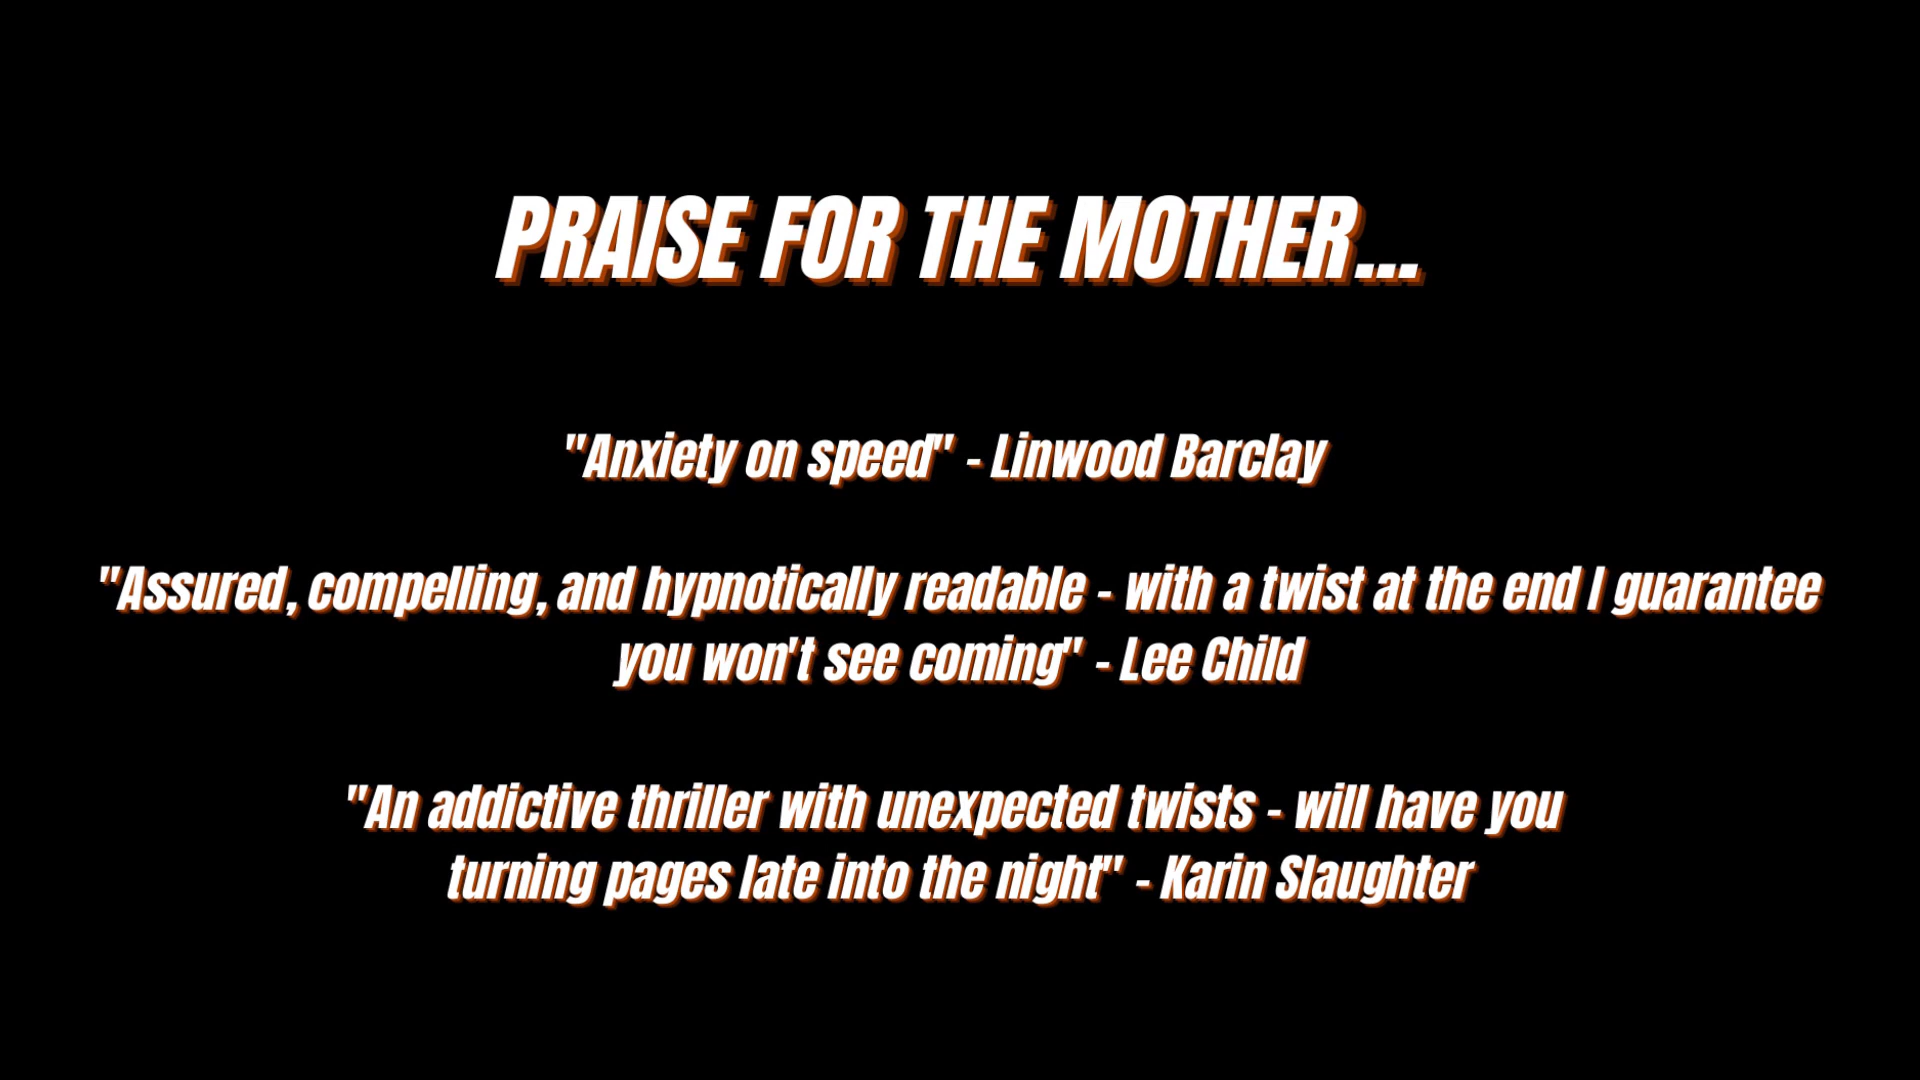 PRAISE FOR THE MOTHER...
"Anxiety on speed" - Linwood Barclay
"Assured, compelling, and hypnotically readable - with a twist at the end I guarantee
you won't see coming" - Lee Child
"An addictive thriller with unexpected twists - will have you
turning pages late into the night" - Karin Slaughter